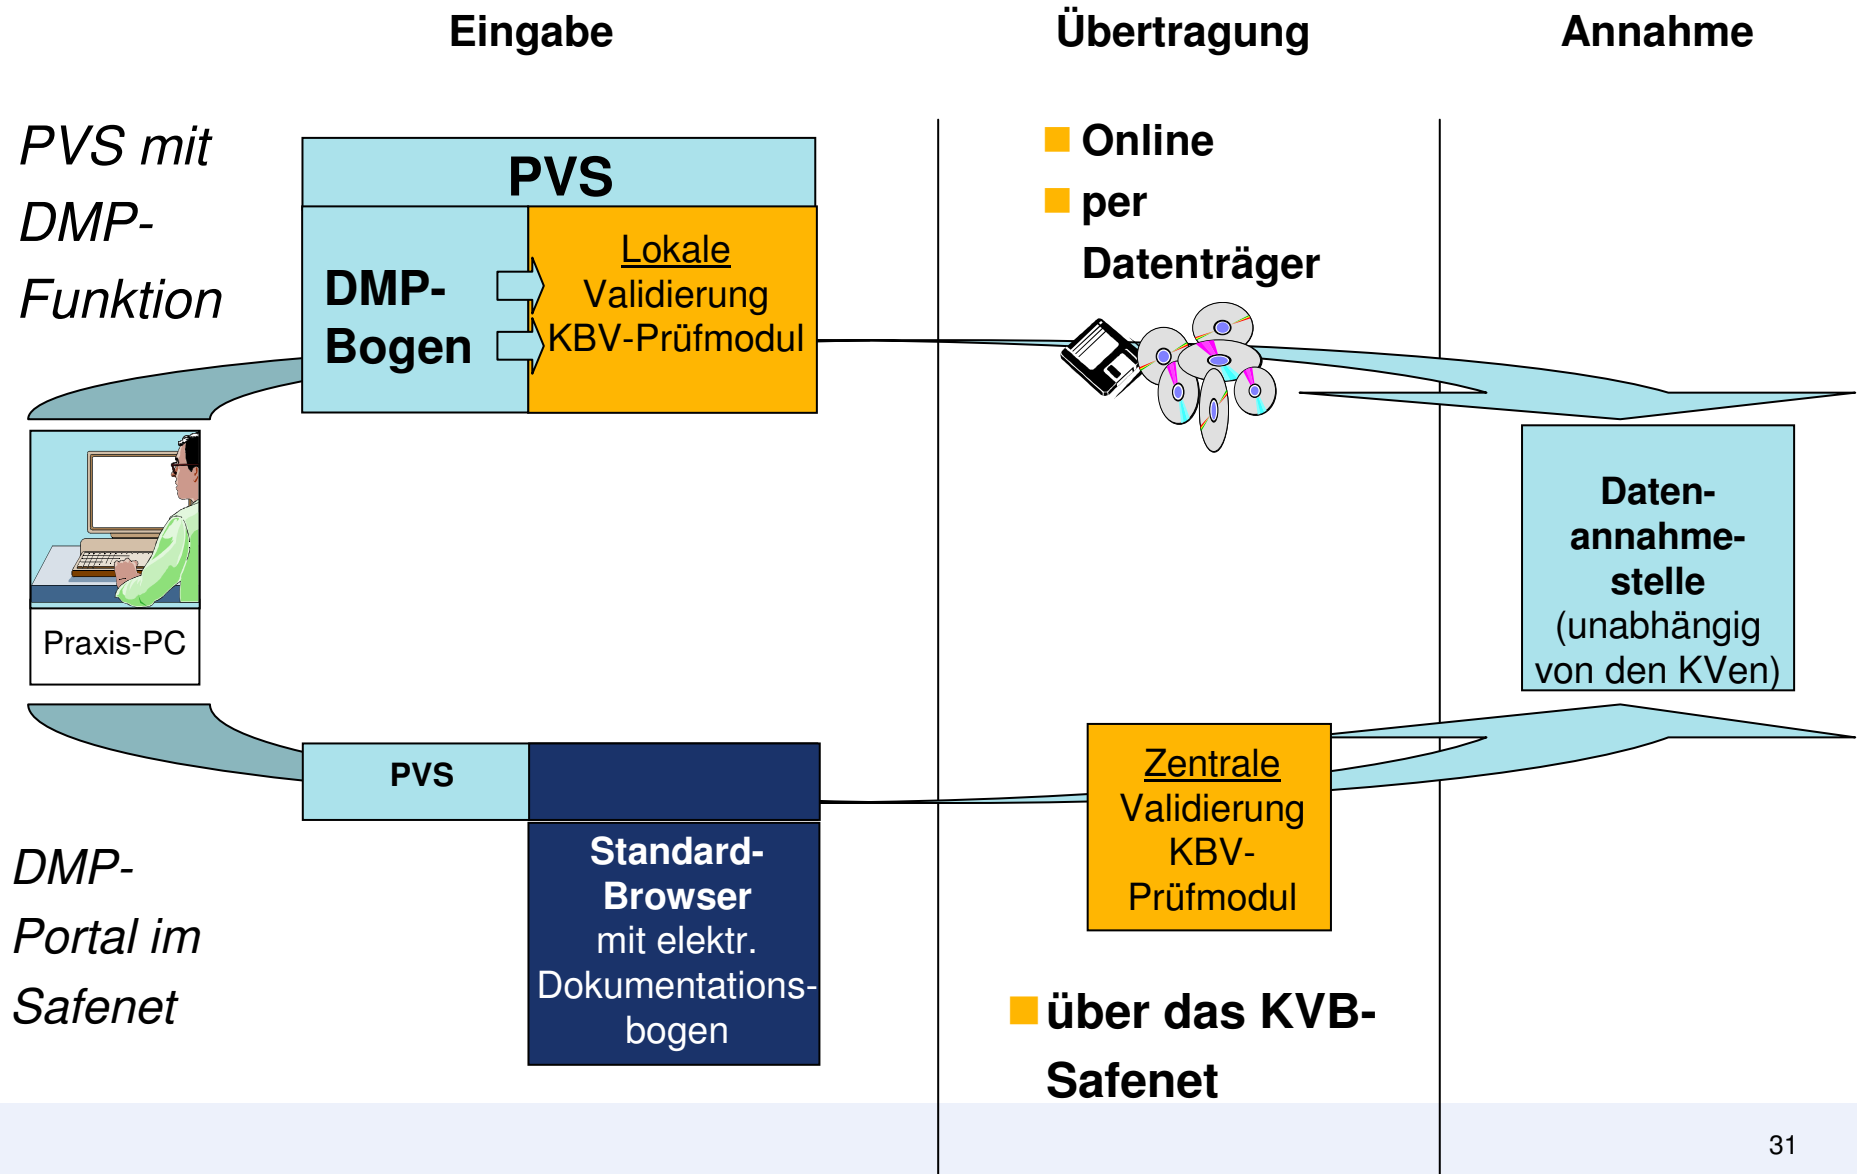 Eingabe
Übertragung
Annahme
PVS mit
DMP-
Funktion
PVS
DMP-
Bogen
Lokale
Validierung
KBV-Prüfmodul
Online
per
Datenträger
Praxis-PC
Daten-
annahme-
stelle
(unabhängig
von den KVen)
DMP-
Portal im
Safenet
PVS
Standard-
Browser
mit elektr.
Dokumentations-
bogen
Zentrale
Validierung
KBV-
Prüfmodul
über das KVB-
Safenet
31